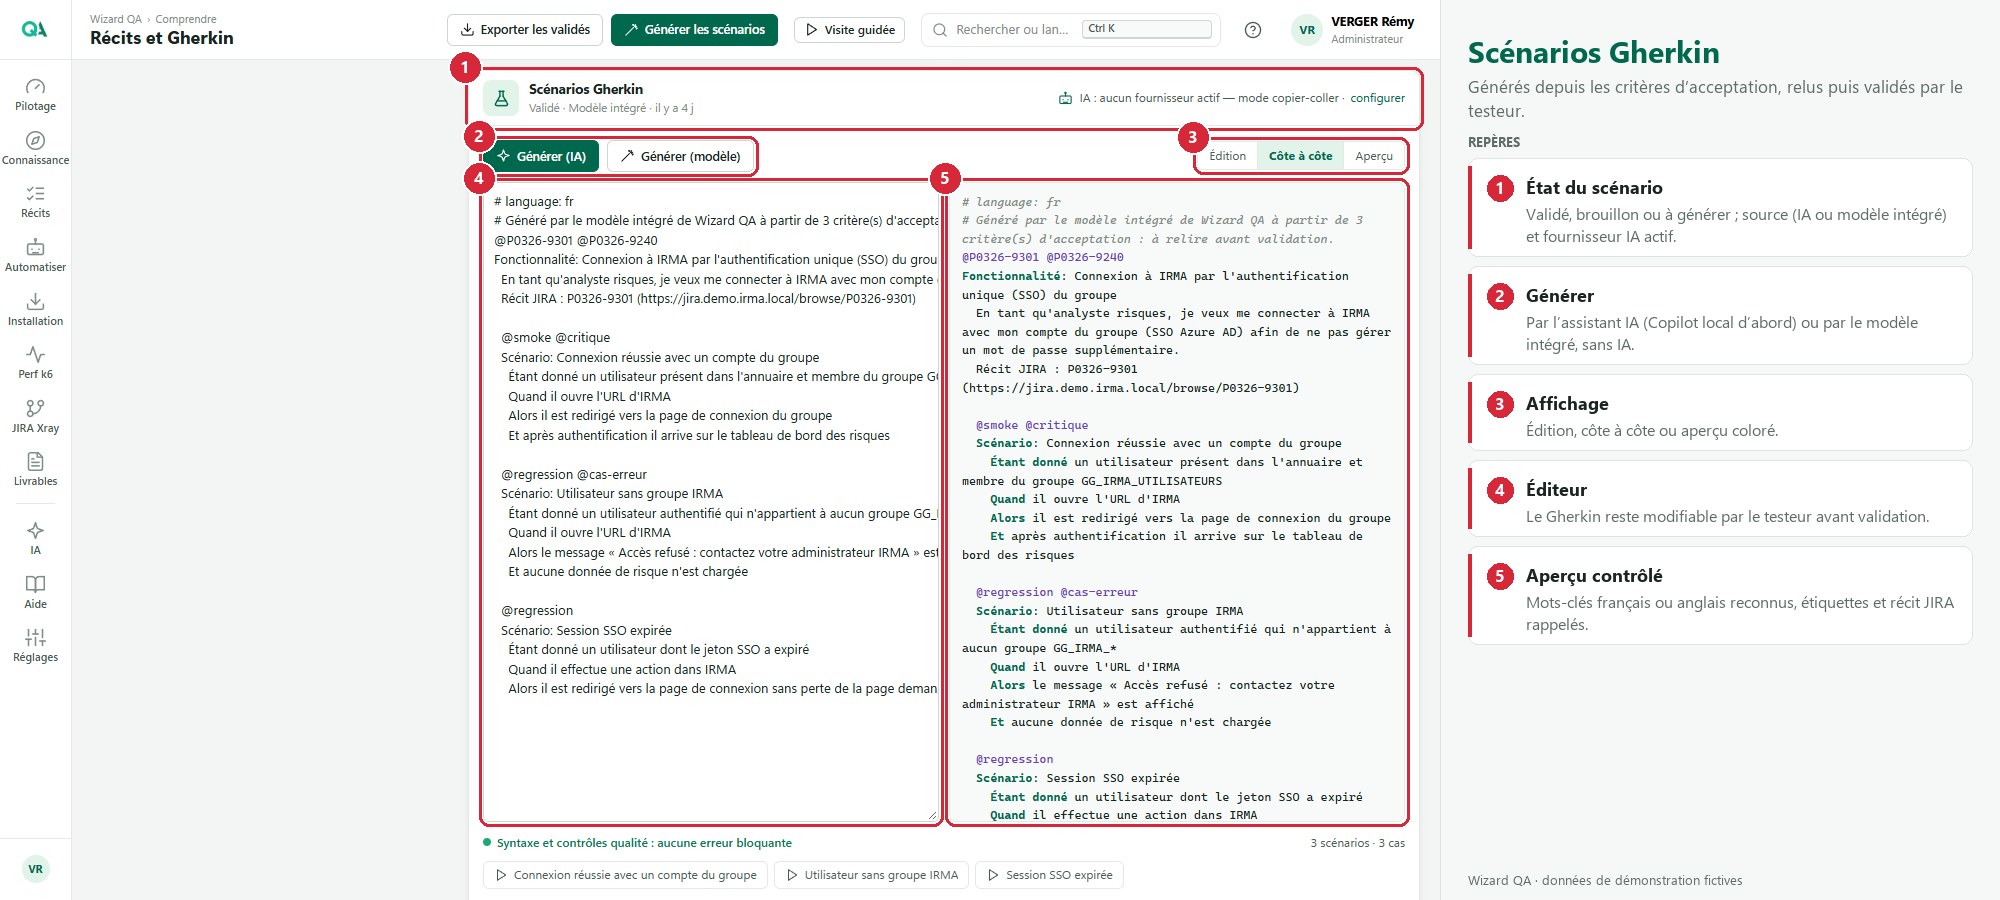 QA
Wizard QA › Comprendre
Récits et Gherkin
Exporter les validés
Générer les scénarios
Visite guidée
Rechercher ou lan...
Ctrl K
VR
VERGER Rémy
Administrateur
Pilotage
Connaissance
Récits
Automatiser
Installation
Perf k6
JIRA Xray
Livrables
IA
Aide
Réglages
VR
1
Scénarios Gherkin
Validé · Modèle intégré · il y a 4 j
IA : aucun fournisseur actif — mode copier-coller · configurer
2
Générer (IA)
Générer (modèle)
3
Édition
Côte à côte
Aperçu
4
# language: fr
# Généré par le modèle intégré de Wizard QA à partir de 3 critère(s) d'accepta
@P0326-9301 @P0326-9240
Fonctionnalité: Connexion à IRMA par l'authentification unique (SSO) du grou
En tant qu'analyste risques, je veux me connecter à IRMA avec mon compte
Récit JIRA : P0326-9301 (https://jira.demo.irma.local/browse/P0326-9301)
@smoke @critique
Scénario: Connexion réussie avec un compte du groupe
Étant donné un utilisateur présent dans l'annuaire et membre du groupe G
Quand il ouvre l'URL d'IRMA
Alors il est redirigé vers la page de connexion du groupe
Et après authentification il arrive sur le tableau de bord des risques
@regression @cas-erreur
Scénario: Utilisateur sans groupe IRMA
Étant donné un utilisateur authentifié qui n'appartient à aucun groupe GG_
Quand il ouvre l'URL d'IRMA
Alors le message « Accès refusé : contactez votre administrateur IRMA » est
Et aucune donnée de risque n'est chargée
@regression
Scénario: Session SSO expirée
Étant donné un utilisateur dont le jeton SSO a expiré
Quand il effectue une action dans IRMA
Alors il est redirigé vers la page de connexion sans perte de la page deman
5
# language: fr
# Généré par le modèle intégré de Wizard QA à partir de 3
critère(s) d'acceptation : à relire avant validation.
@P0326-9301 @P0326-9240
Fonctionnalité: Connexion à IRMA par l'authentification
unique (SSO) du groupe
En tant qu'analyste risques, je veux me connecter à IRMA
avec mon compte du groupe (SSO Azure AD) afin de ne pas gérer
un mot de passe supplémentaire.
Récit JIRA : P0326-9301
(https://jira.demo.irma.local/browse/P0326-9301)
@smoke @critique
Scénario: Connexion réussie avec un compte du groupe
Étant donné un utilisateur présent dans l'annuaire et
membre du groupe GG_IRMA_UTILISATEURS
Quand il ouvre l'URL d'IRMA
Alors il est redirigé vers la page de connexion du groupe
Et après authentification il arrive sur le tableau de
bord des risques
@regression @cas-erreur
Scénario: Utilisateur sans groupe IRMA
Étant donné un utilisateur authentifié qui n'appartient à
aucun groupe GG_IRMA_*
Quand il ouvre l'URL d'IRMA
Alors le message « Accès refusé : contactez votre
administrateur IRMA » est affiché
Et aucune donnée de risque n'est chargée
@regression
Scénario: Session SSO expirée
Étant donné un utilisateur dont le jeton SSO a expiré
Quand il effectue une action dans IRMA
Syntaxe et contrôles qualité : aucune erreur bloquante
3 scénarios · 3 cas
Connexion réussie avec un compte du groupe
Utilisateur sans groupe IRMA
Session SSO expirée
Scénarios Gherkin
Générés depuis les critères d’acceptation, relus puis validés par le
testeur.
REPÈRES
1
État du scénario
Validé, brouillon ou à générer ; source (IA ou modèle intégré)
et fournisseur IA actif.
2
Générer
Par l’assistant IA (Copilot local d’abord) ou par le modèle
intégré, sans IA.
3
Affichage
Édition, côte à côte ou aperçu coloré.
4
Éditeur
Le Gherkin reste modifiable par le testeur avant validation.
5
Aperçu contrôlé
Mots-clés français ou anglais reconnus, étiquettes et récit JIRA
rappelés.
Wizard QA · données de démonstration fictives